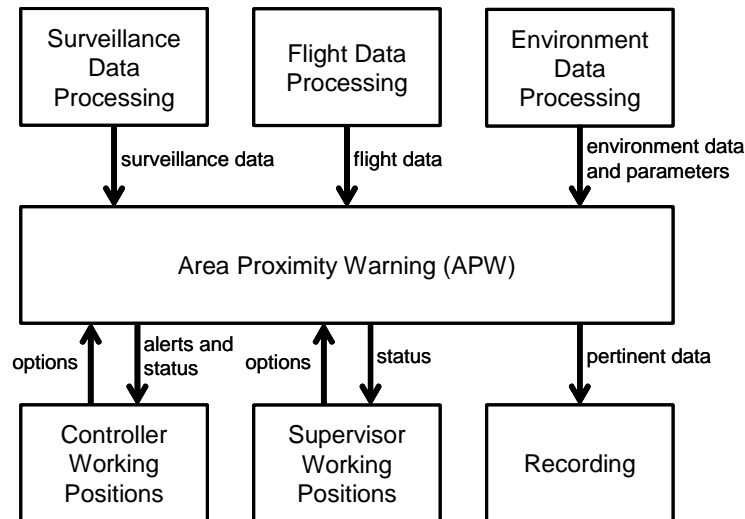 Surveillance
Data
Processing
Flight Data
Processing
Environment
Data
Processing
surveillance data
flight data
environment data
and parameters
Area Proximity Warning (APW)
options
alerts and
status
options
status
pertinent data
Controller
Working
Positions
Supervisor
Working
Positions
Recording